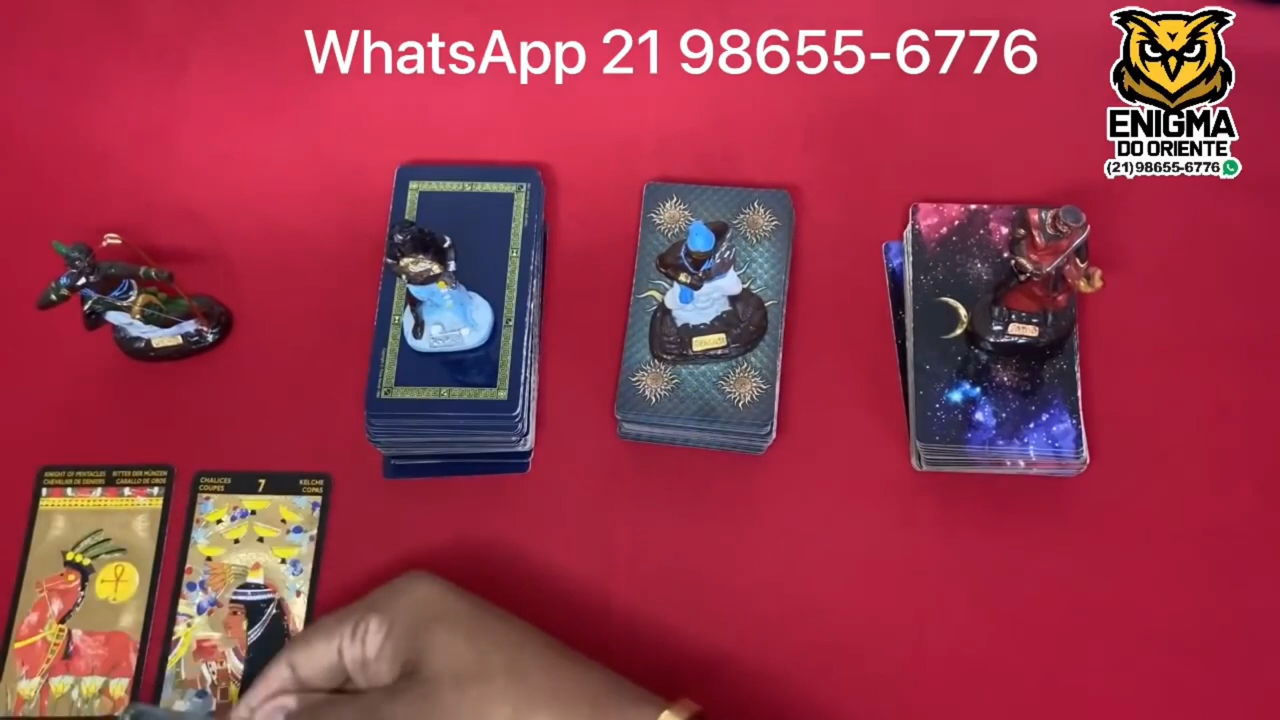 WhatsApp 21 98655-6776
ENIGMA
DO ORIENTE
(21)98655-6776
KNIGHT OF PENTACLES RITTER DER MÜNZEN
CHEVALIER DE DENIERS CABALLO DE OROS
CHALICES 7 KELCHE
COUPES COPAS